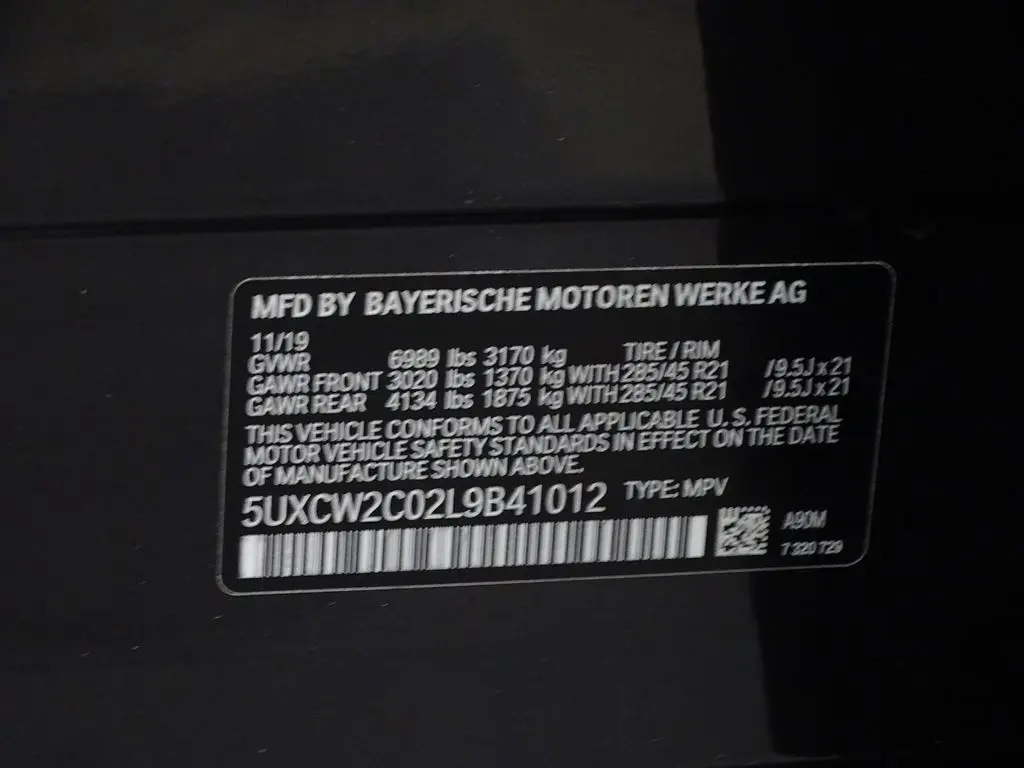 MFD BY BAYERISCHE MOTOREN WERKE AG
11/19
GVWR 6989 lbs 3170 kg TIRE / RIM
GAWR FRONT 3020 lbs 1370 kg WITH 285/45 R21 /9.5J x 21
GAWR REAR 4134 lbs 1875 kg WITH 285/45 R21 /9.5J x 21
THIS VEHICLE CONFORMS TO ALL APPLICABLE U. S. FEDERAL
MOTOR VEHICLE SAFETY STANDARDS IN EFFECT ON THE DATE
OF MANUFACTURE SHOWN ABOVE.
5UXCW2C02L9B41012 TYPE: MPV
A90M
7 320 729